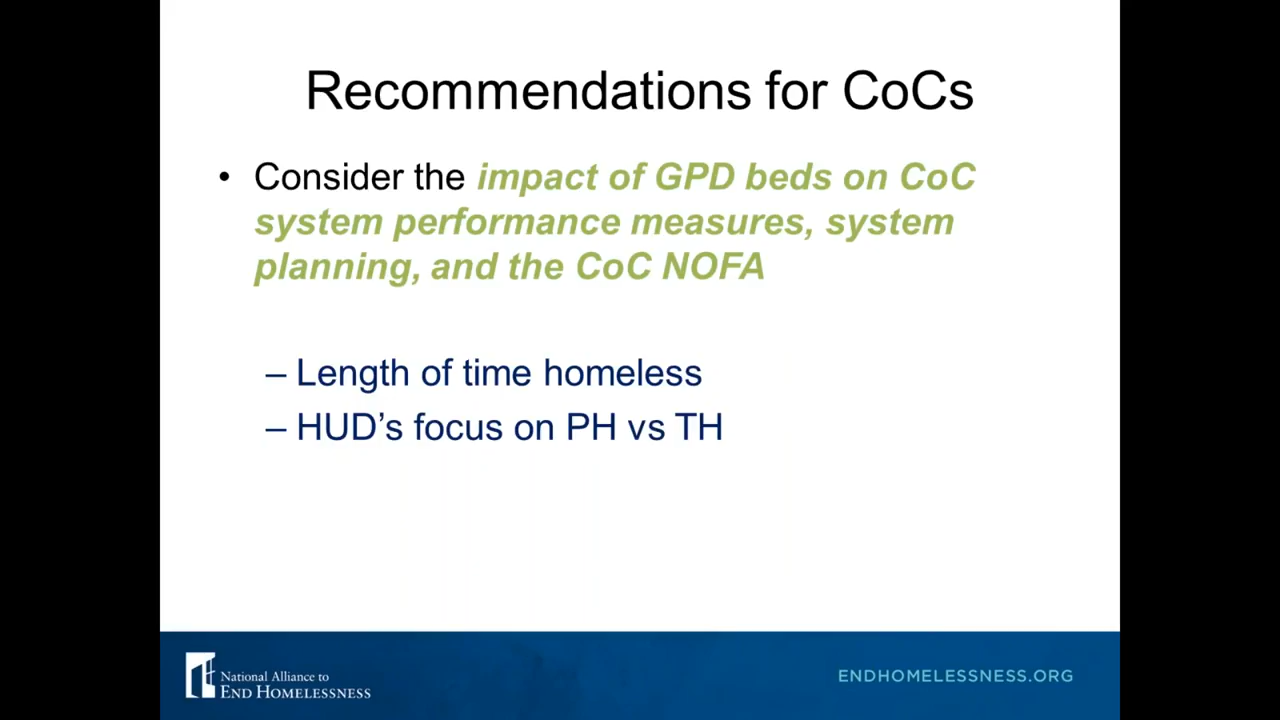 Recommendations for CoCs
• Consider the impact of GPD beds on CoC
system performance measures, system
planning, and the CoC NOFA
– Length of time homeless
– HUD’s focus on PH vs TH
National Alliance to
END HOMELESSNESS
ENDHOMELESSNESS.ORG